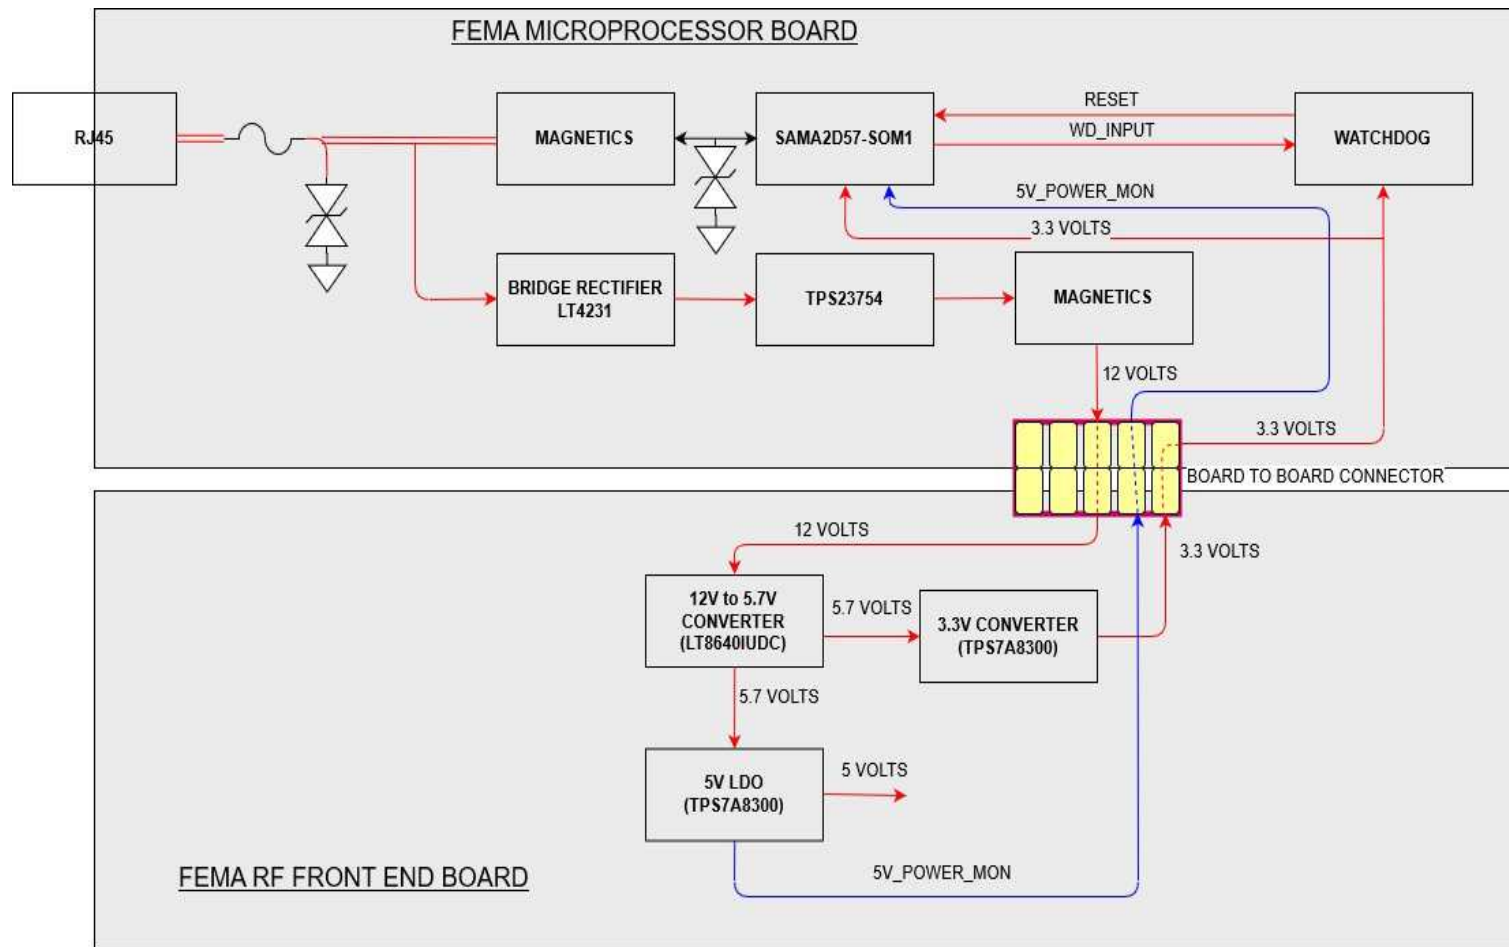 FEMA MICROPROCESSOR BOARD
RJ45
MAGNETICS
SAMA2D57-SOM1
RESET
WD_INPUT
WATCHDOG
5V_POWER_MON
3.3 VOLTS
BRIDGE RECTIFIER
LT4231
TPS23754
MAGNETICS
12 VOLTS
3.3 VOLTS
BOARD TO BOARD CONNECTOR
12 VOLTS
3.3 VOLTS
12V to 5.7V
CONVERTER
(LT8640IUDC)
5.7 VOLTS
3.3V CONVERTER
(TPS7A8300)
5.7 VOLTS
5V LDO
(TPS7A8300)
5 VOLTS
5V_POWER_MON
FEMA RF FRONT END BOARD